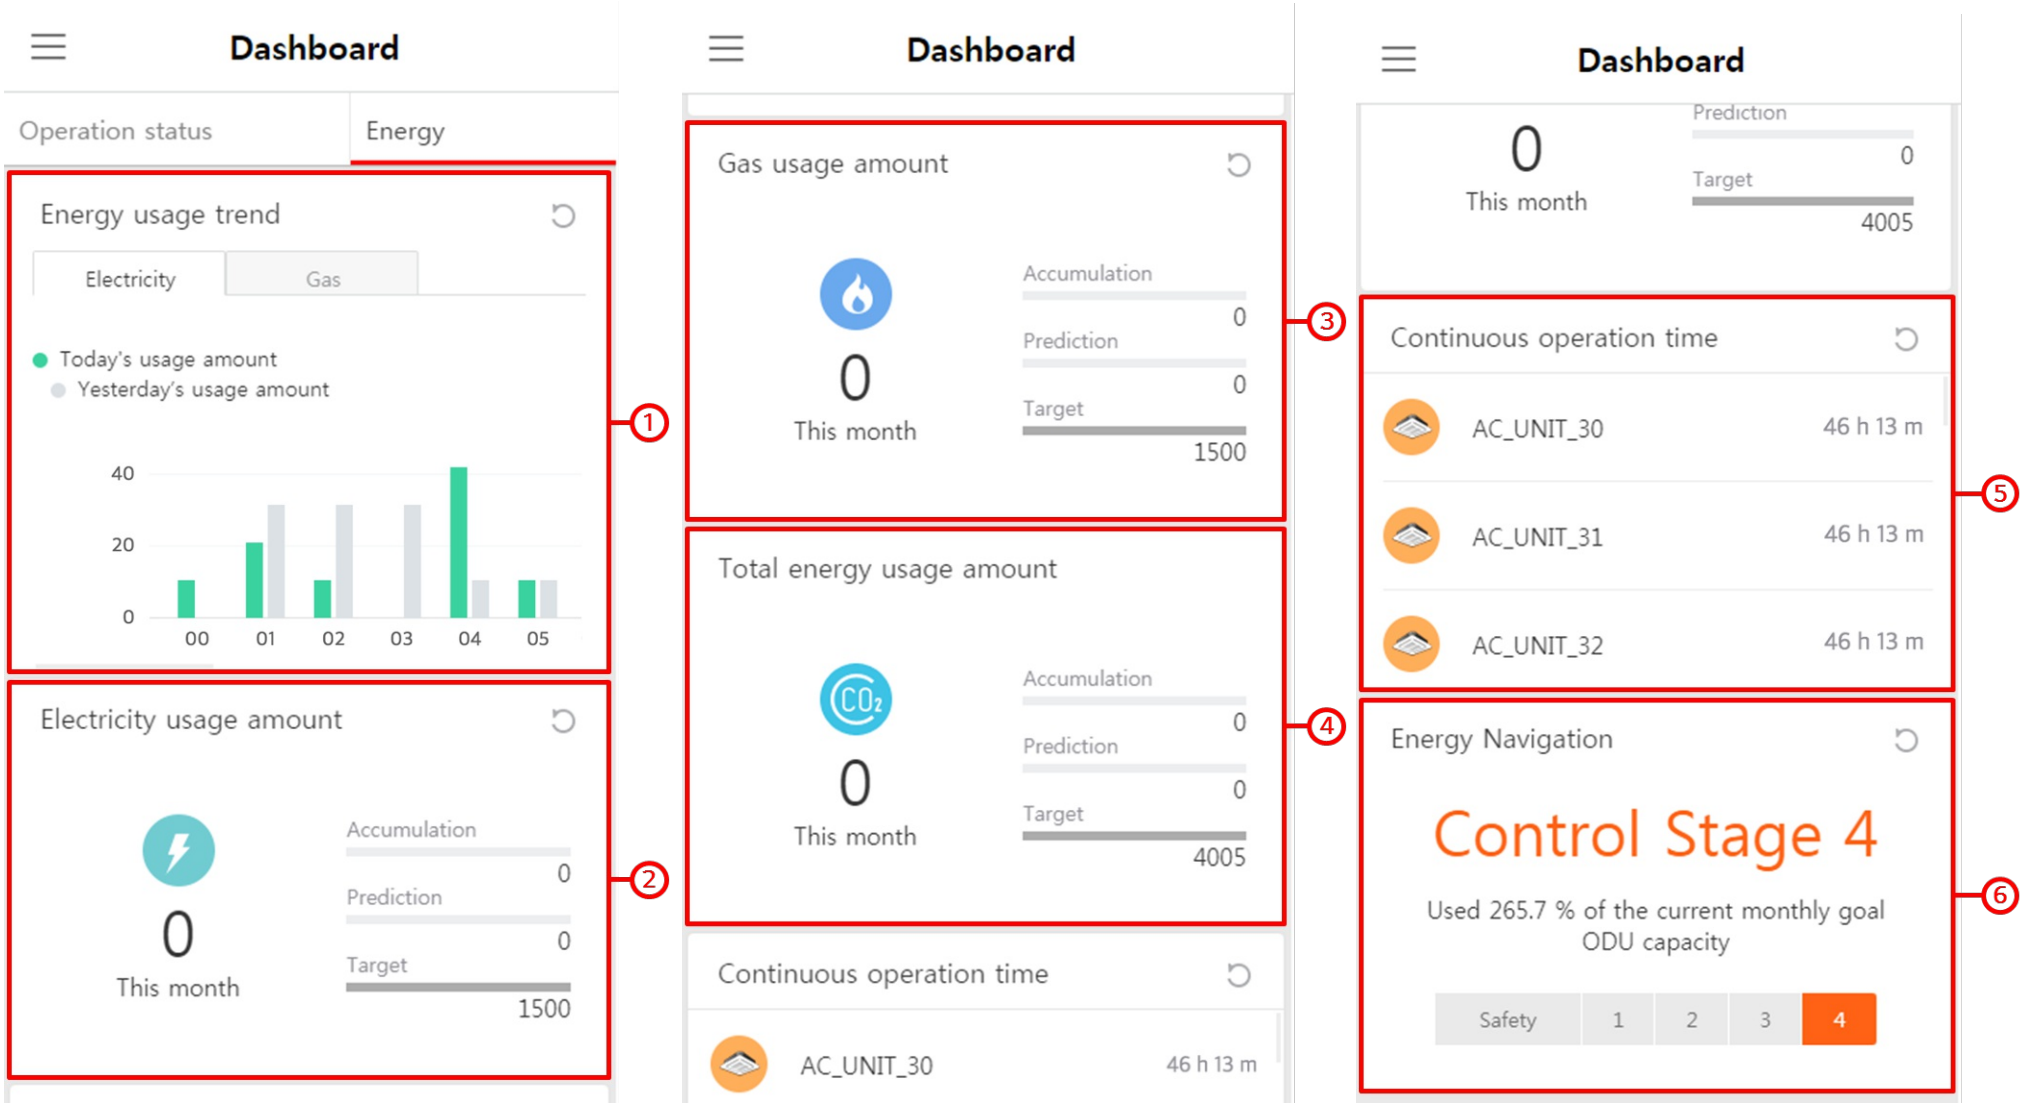 Dashboard
Operation status
Energy
Energy usage trend
Electricity
Gas
Today's usage amount
Yesterday's usage amount
40
20
0
00 01 02 03 04 05
1
Electricity usage amount
0
This month
Accumulation
0
Prediction
0
Target
1500
2
Dashboard
Gas usage amount
0
This month
Accumulation
0
Prediction
0
Target
1500
3
Total energy usage amount
CO₂
0
This month
Accumulation
0
Prediction
0
Target
4005
4
Continuous operation time
AC_UNIT_30 46 h 13 m
Dashboard
0
This month
Prediction
0
Target
4005
Continuous operation time
AC_UNIT_30 46 h 13 m
AC_UNIT_31 46 h 13 m
AC_UNIT_32 46 h 13 m
5
Energy Navigation
Control Stage 4
Used 265.7 % of the current monthly goal
ODU capacity
Safety 1 2 3 4
6